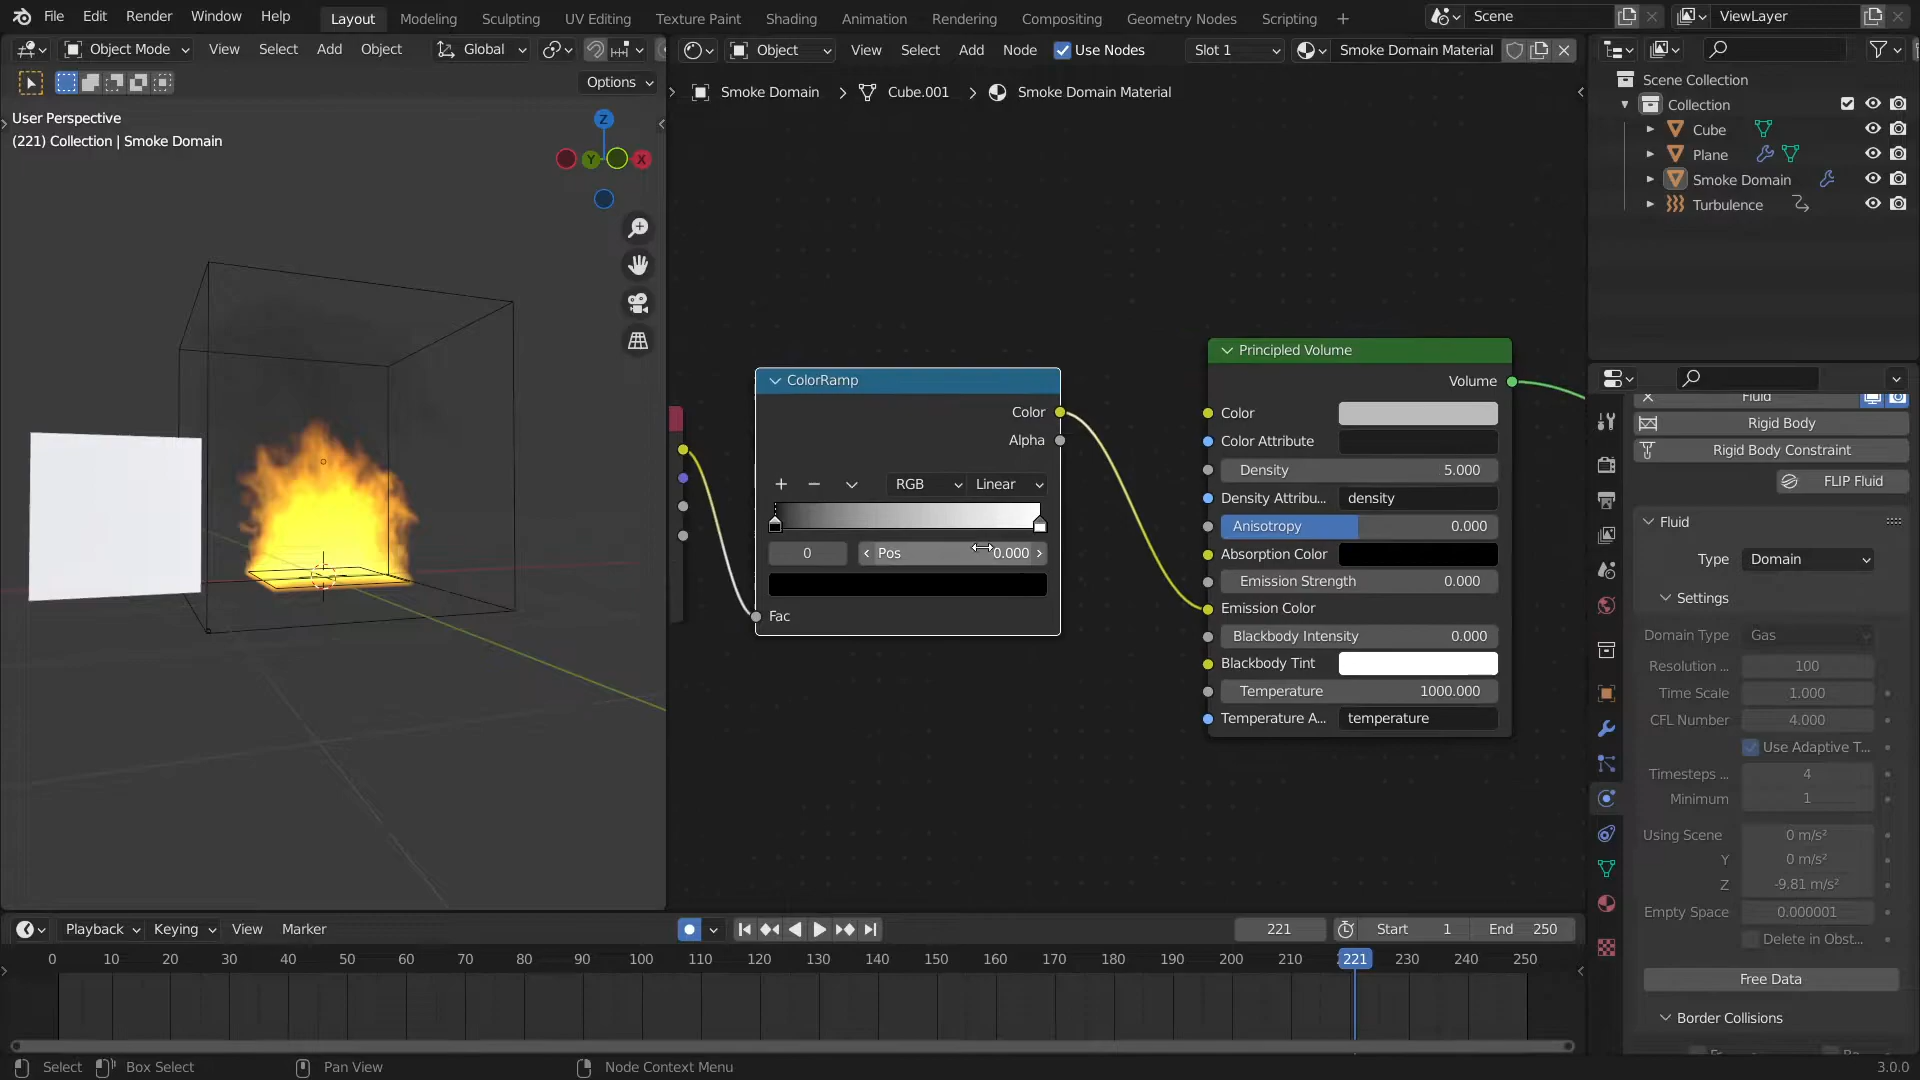 File Edit Render Window Help
Layout Modeling Sculpting UV Editing Texture Paint Shading Animation Rendering Compositing Geometry Nodes Scripting +
Scene
ViewLayer
Object Mode View Select Add Object Global
Options
User Perspective
(221) Collection | Smoke Domain
Z
Y
X
Object View Select Add Node Use Nodes Slot 1 Smoke Domain Material
Smoke Domain > Cube.001 > Smoke Domain Material
ColorRamp
Color
Alpha
RGB Linear
0 Pos 0.000
Fac
Principled Volume
Volume
Color
Color Attribute
Density 5.000
Density Attribu... density
Anisotropy 0.000
Absorption Color
Emission Strength 0.000
Emission Color
Blackbody Intensity 0.000
Blackbody Tint
Temperature 1000.000
Temperature A... temperature
Scene Collection
Collection
Cube
Plane
Smoke Domain
Turbulence
Fluid
Rigid Body
Rigid Body Constraint
FLIP Fluid
Fluid
Type Domain
Settings
Domain Type Gas
Resolution ... 100
Time Scale 1.000
CFL Number 4.000
Use Adaptive T...
Timesteps ... 4
Minimum 1
Using Scene 0 m/s²
Y 0 m/s²
Z -9.81 m/s²
Empty Space 0.000001
Delete in Obst...
Free Data
Border Collisions
Playback Keying View Marker
221 Start 1 End 250
0 10 20 30 40 50 60 70 80 90 100 110 120 130 140 150 160 170 180 190 200 210 221 230 240 250
Select Box Select Pan View Node Context Menu 3.0.0